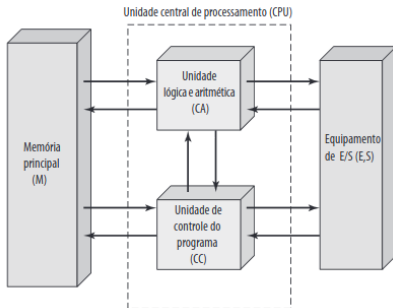 Unidade central de processamento (CPU)
Unidade
lógica e aritmética
(CA)
Memória
principal
(M)
Equipamento
de E/S (E,S)
Unidade de
controle do
programa
(CC)